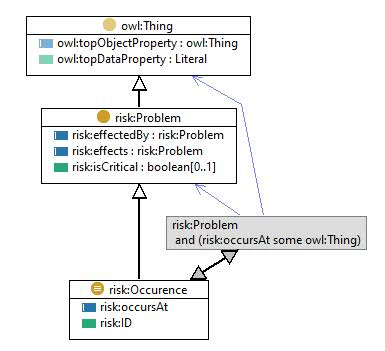 owl:Thing
owl:topObjectProperty : owl:Thing
owl:topDataProperty : Literal
risk:Problem
risk:effectedBy : risk:Problem
risk:effects : risk:Problem
risk:isCritical : boolean[0..1]
risk:Problem
and (risk:occursAt some owl:Thing)
risk:Occurence
risk:occursAt
risk:ID